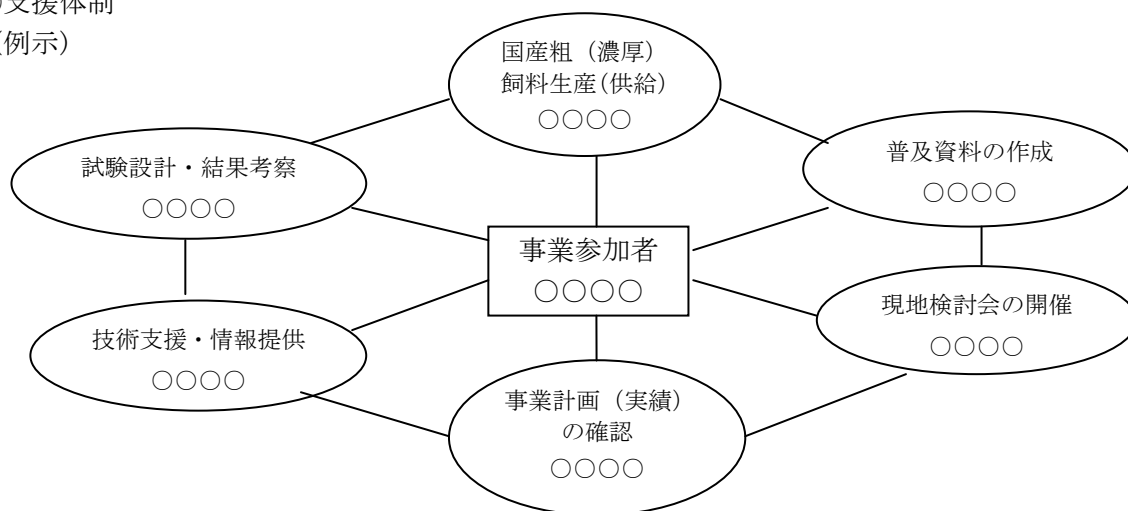 支援体制
(例示)
国産粗（濃厚）
飼料生産（供給）
○○○○
試験設計・結果考察
○○○○
普及資料の作成
○○○○
事業参加者
○○○○
技術支援・情報提供
○○○○
現地検討会の開催
○○○○
事業計画（実績）
の確認
○○○○